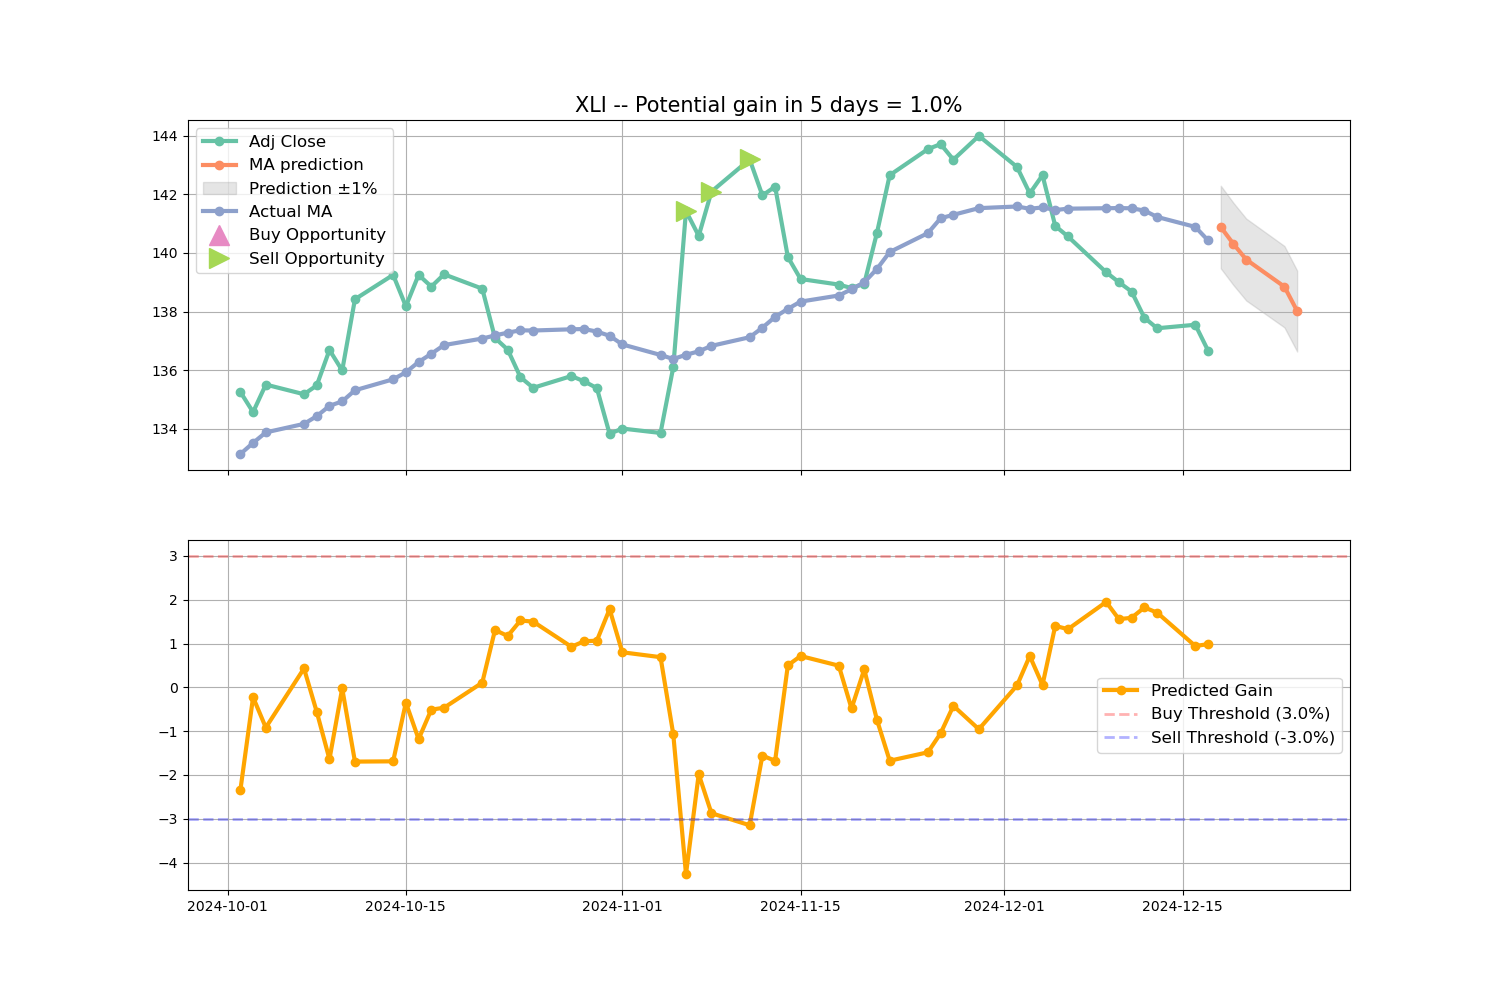 XLI -- Potential gain in 5 days = 1.0%
144
142
140
138
136
134
Adj Close
MA prediction
Prediction ±1%
Actual MA
Buy Opportunity
Sell Opportunity
3
2
1
0
−1
−2
−3
−4
Predicted Gain
Buy Threshold (3.0%)
Sell Threshold (-3.0%)
2024-10-01 2024-10-15 2024-11-01 2024-11-15 2024-12-01 2024-12-15